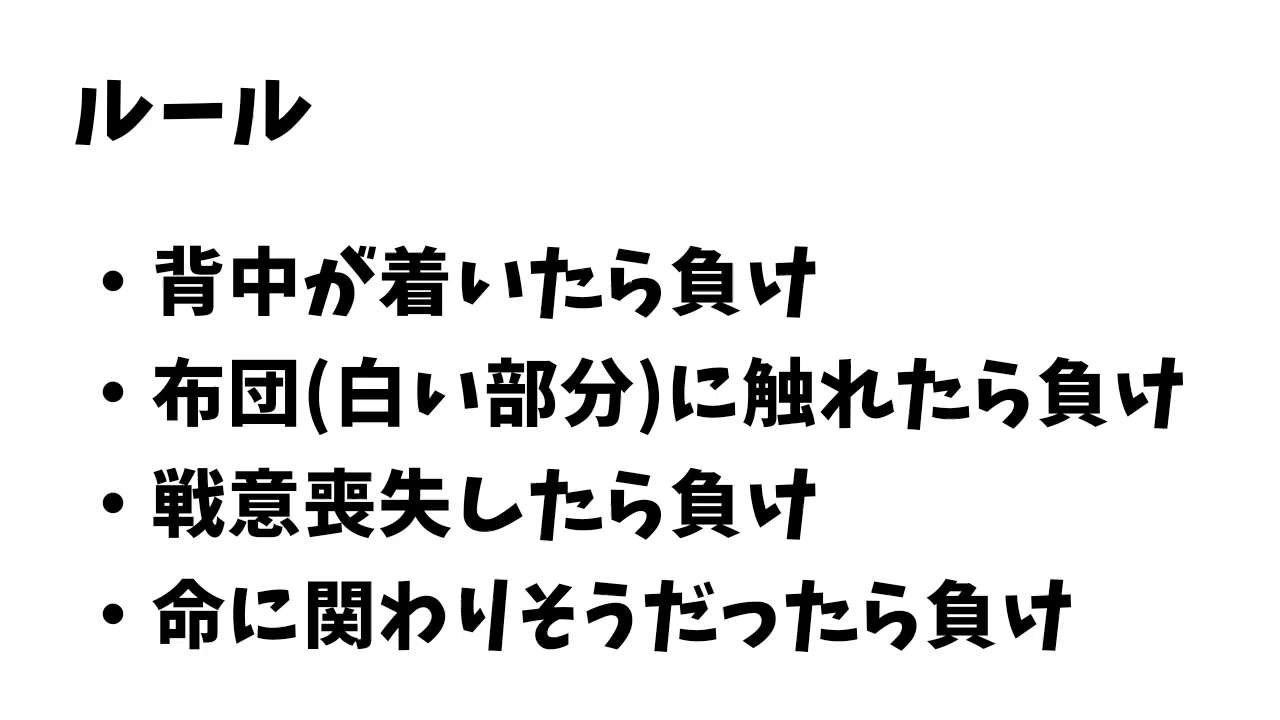 ルール
・背中が着いたら負け
・布団(白い部分)に触れたら負け
・戦意喪失したら負け
・命に関わりそうだったら負け